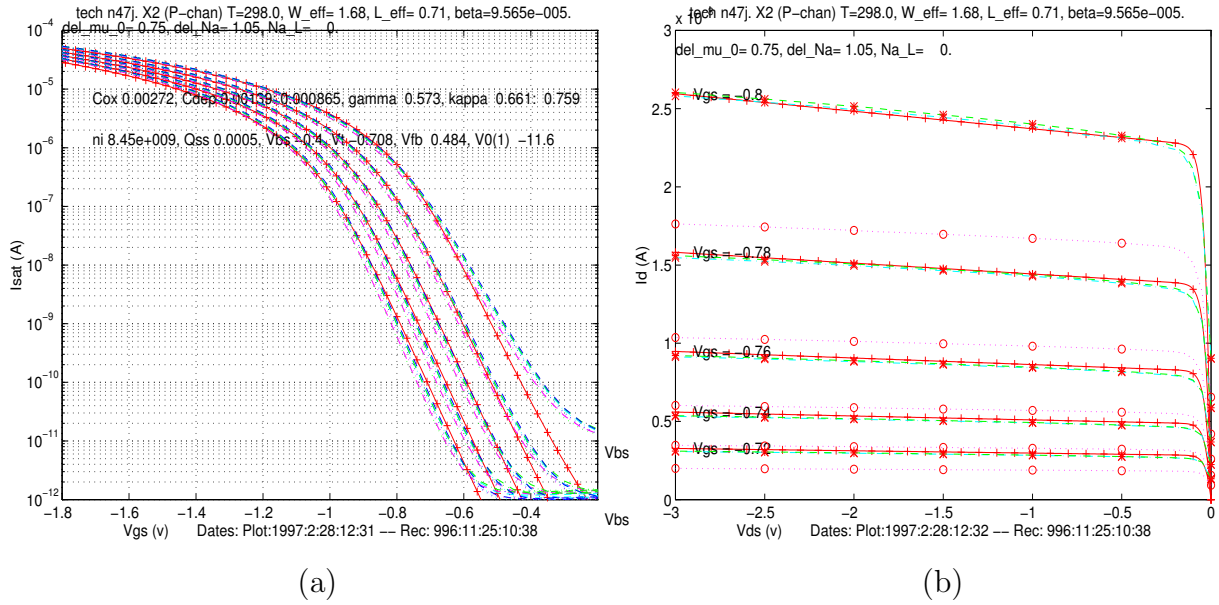 tech n47j. X2 (P-chan) T=298.0, W_eff= 1.68, L_eff= 0.71, beta=9.565e-005.
del_mu_0= 0.75, del_Na= 1.05, Na_L= 0.
10^-4
10^-5
10^-6
10^-7
10^-8
10^-9
10^-10
10^-11
10^-12
Isat (A)
Cox 0.00272, Cdep 0.00139: 0.000865, gamma 0.573, kappa 0.661: 0.759
ni 8.45e+009, Qss 0.0005, Vbs −0.4, Vt −0.708, Vfb 0.484, V0(1) −11.6
Vbs
Vbs
−1.8 −1.6 −1.4 −1.2 −1 −0.8 −0.6 −0.4
Vgs (v) Dates: Plot:1997:2:28:12:31 −− Rec: 996:11:25:10:38
(a)
tech n47j. X2 (P-chan) T=298.0, W_eff= 1.68, L_eff= 0.71, beta=9.565e-005.
del_mu_0= 0.75, del_Na= 1.05, Na_L= 0.
3
2.5
2
1.5
1
0.5
0
Id (A)
Vgs = −0.8
Vgs = −0.78
Vgs = −0.76
Vgs = −0.74
Vgs = −0.72
−3 −2.5 −2 −1.5 −1 −0.5 0
Vds (v) Dates: Plot:1997:2:28:12:32 −− Rec: 996:11:25:10:38
(b)